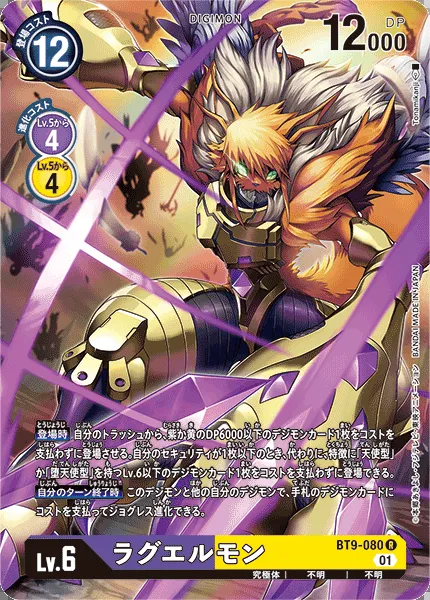 登場コスト
12
DIGIMON
DP
12000
進化コスト
Lv.5から
4
Lv.5から
4
Tonamikanji
BANDAI MADE IN JAPAN
©本郷あきよし・フジテレビ・東映アニメーション
登場時 自分のトラッシュから、紫か黄のDP6000以下のデジモンカード1枚をコストを
支払わずに登場させる。自分のセキュリティが1枚以下のとき、代わりに、特徴に「天使型」
か「堕天使型」を持つLv.6以下のデジモンカード1枚をコストを支払わずに登場できる。
自分のターン終了時 このデジモンと他の自分のデジモンで、手札のデジモンカードに
コストを支払ってジョグレス進化できる。
Lv.6
ラグエルモン
BT9-080 R
01
究極体 | 不明 | 不明